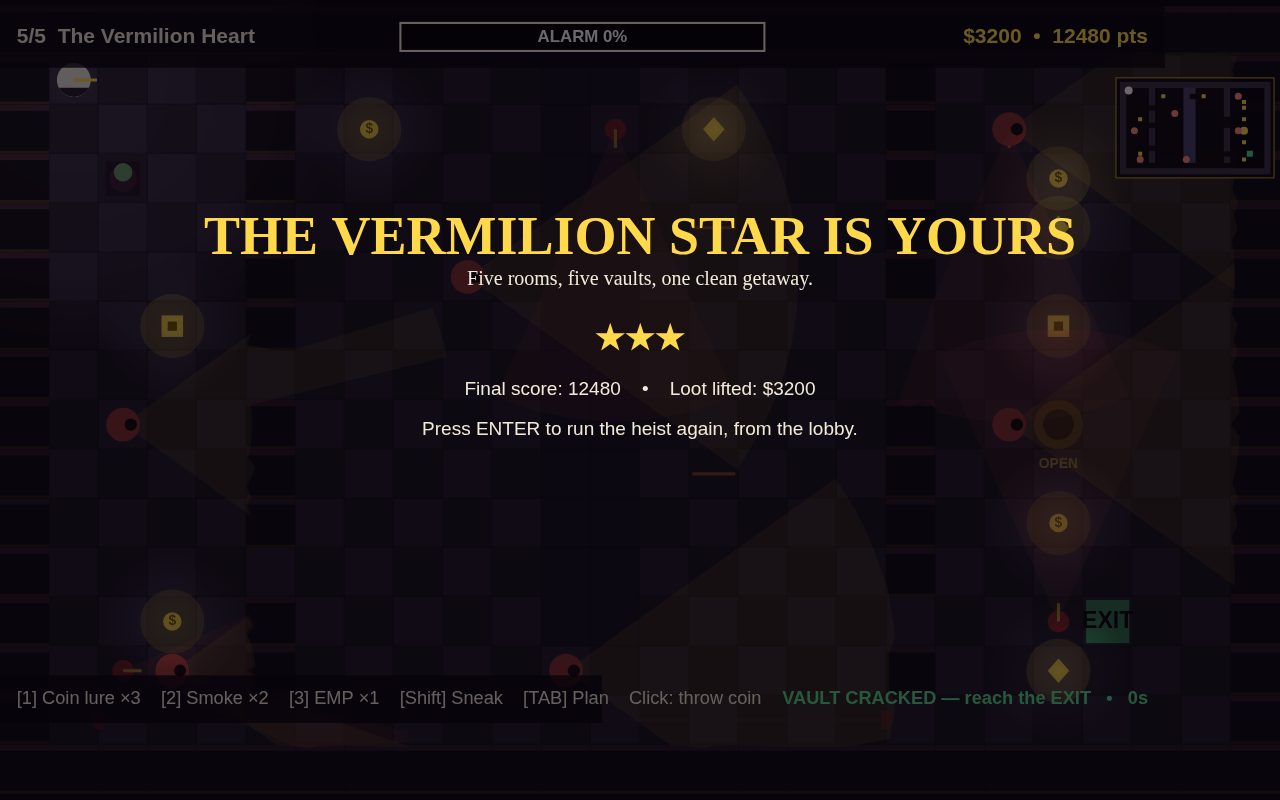 5/5 The Vermilion Heart
ALARM 0%
$3200 • 12480 pts
$
$
THE VERMILION STAR IS YOURS
Five rooms, five vaults, one clean getaway.
★★★
Final score: 12480 • Loot lifted: $3200
Press ENTER to run the heist again, from the lobby.
OPEN
$
$
EXIT
[1] Coin lure ×3 [2] Smoke ×2 [3] EMP ×1 [Shift] Sneak [TAB] Plan Click: throw coin VAULT CRACKED — reach the EXIT • 0s